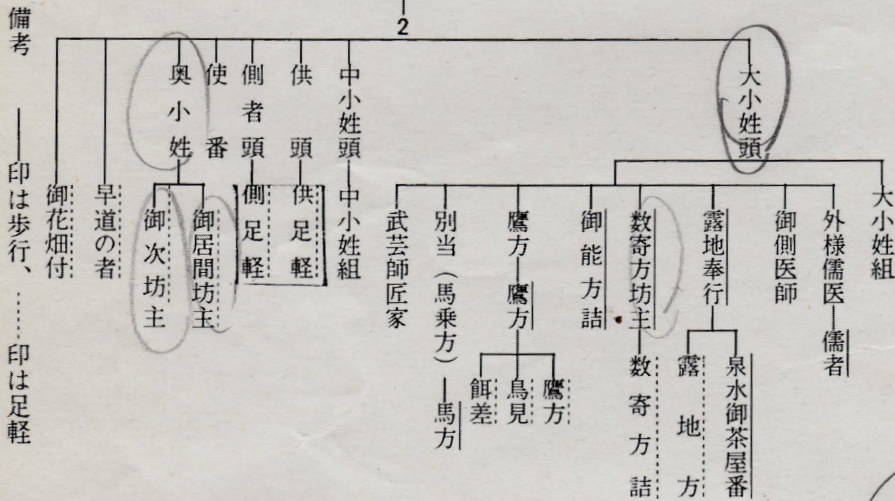 2
大小姓頭
大小姓組
外様儒医
儒者
御側医師
露地奉行
泉水御茶屋番
露地方
数寄方坊主
数寄方詰
御能方詰
鷹方
鷹方
鷹方
鳥見
餌差
別当（馬乗方）
馬方
武芸師匠家
中小姓頭
中小姓組
供頭
供足軽
側者頭
側足軽
使番
奥小姓
御居間坊主
御次坊主
早道の者
御花畑付
備考　――印は歩行、……印は足軽